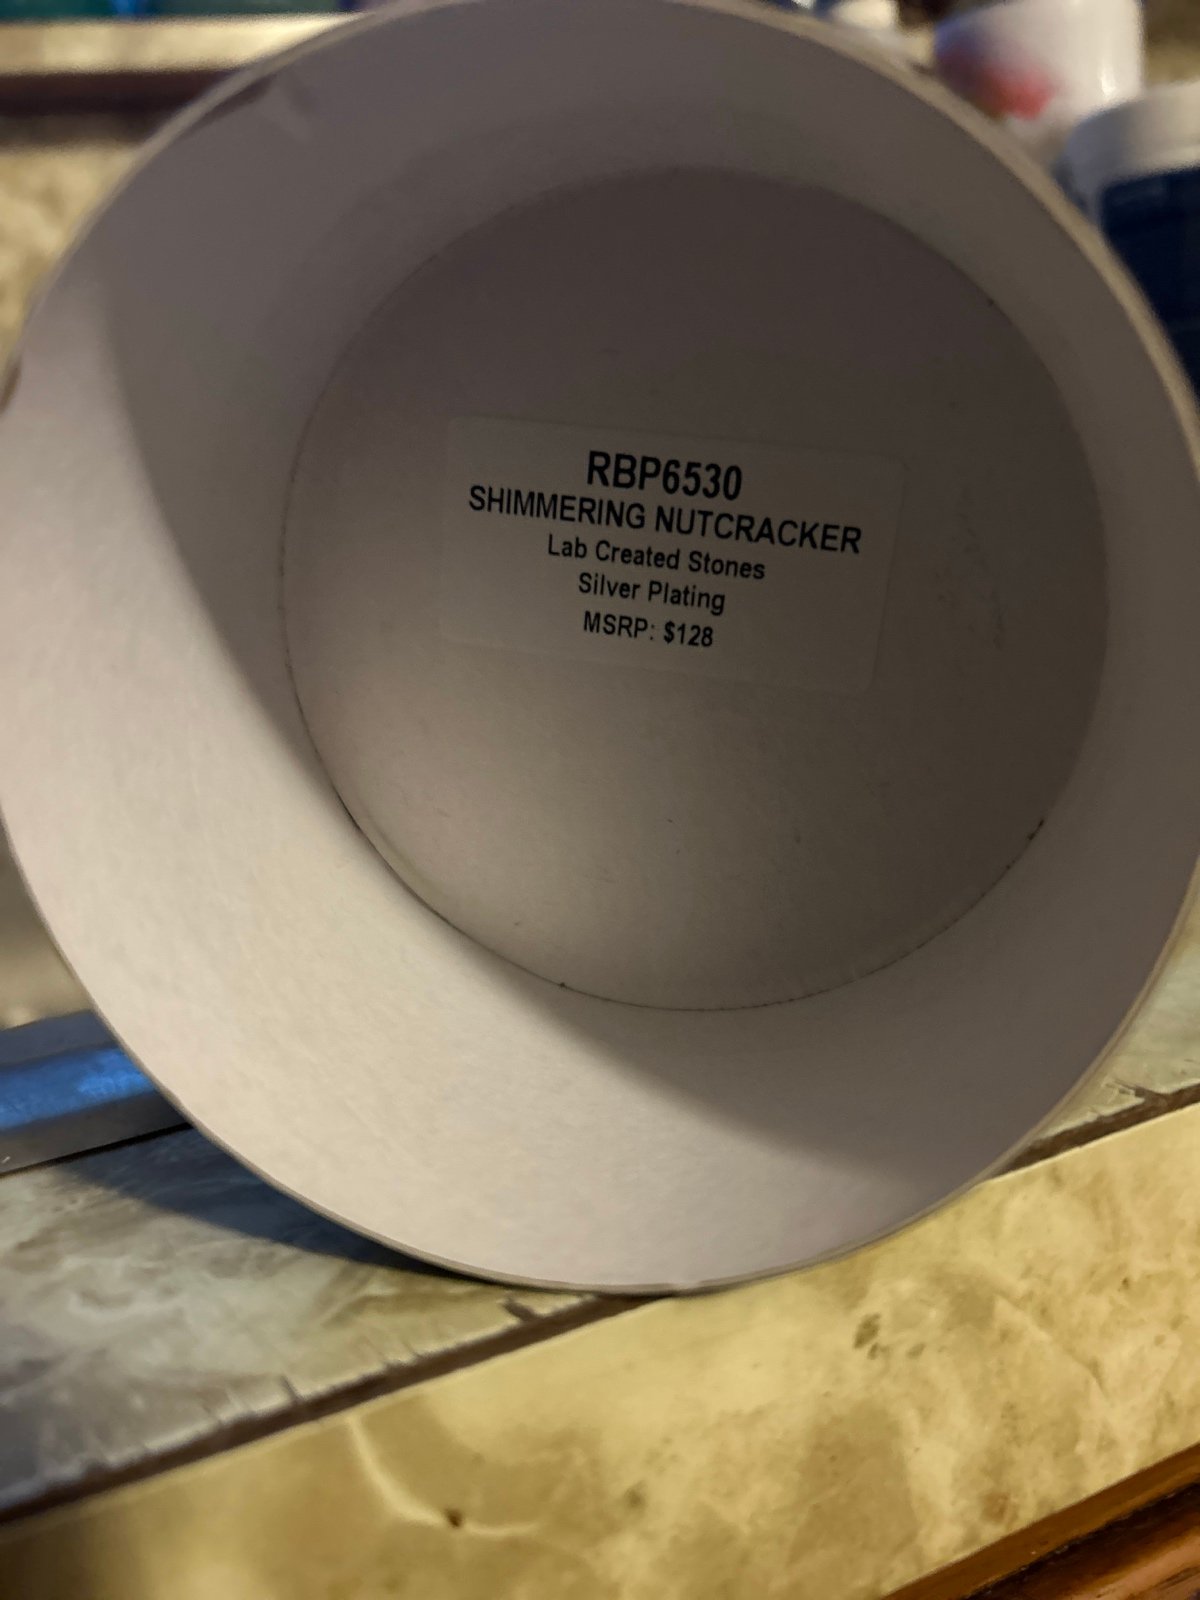 RBP6530
SHIMMERING NUTCRACKER
Lab Created Stones
Silver Plating
MSRP: $128